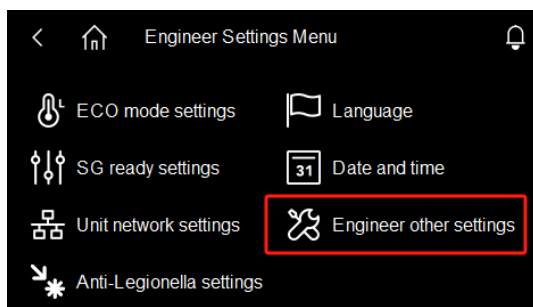 Engineer Settings Menu
L ECO mode settings
Language
SG ready settings
31 Date and time
Unit network settings
Engineer other settings
Anti-Legionella settings